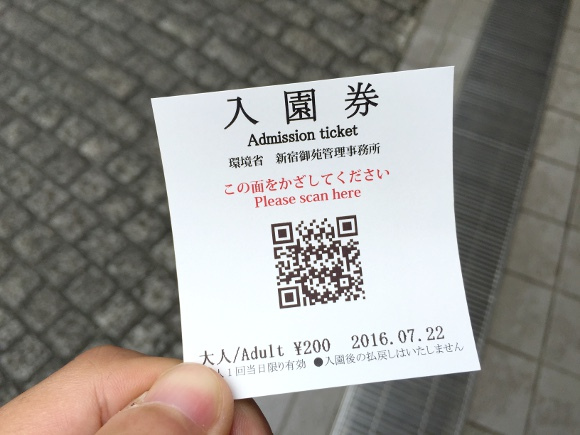 入園券
Admission ticket
環境省 新宿御苑管理事務所
この面をかざしてください
Please scan here
大人/Adult ¥200 2016.07.22
1回当日限り有効 ●入園後の払戻しはいたしません